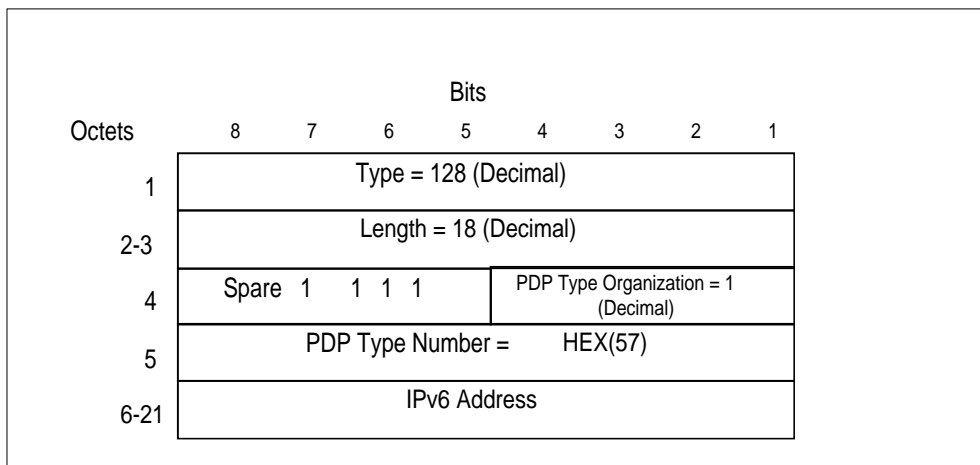 Bits
Octets 8 7 6 5 4 3 2 1
1 Type = 128 (Decimal)
2-3 Length = 18 (Decimal)
4 Spare 1 1 1 1 PDP Type Organization = 1
(Decimal)
5 PDP Type Number = HEX(57)
6-21 IPv6 Address